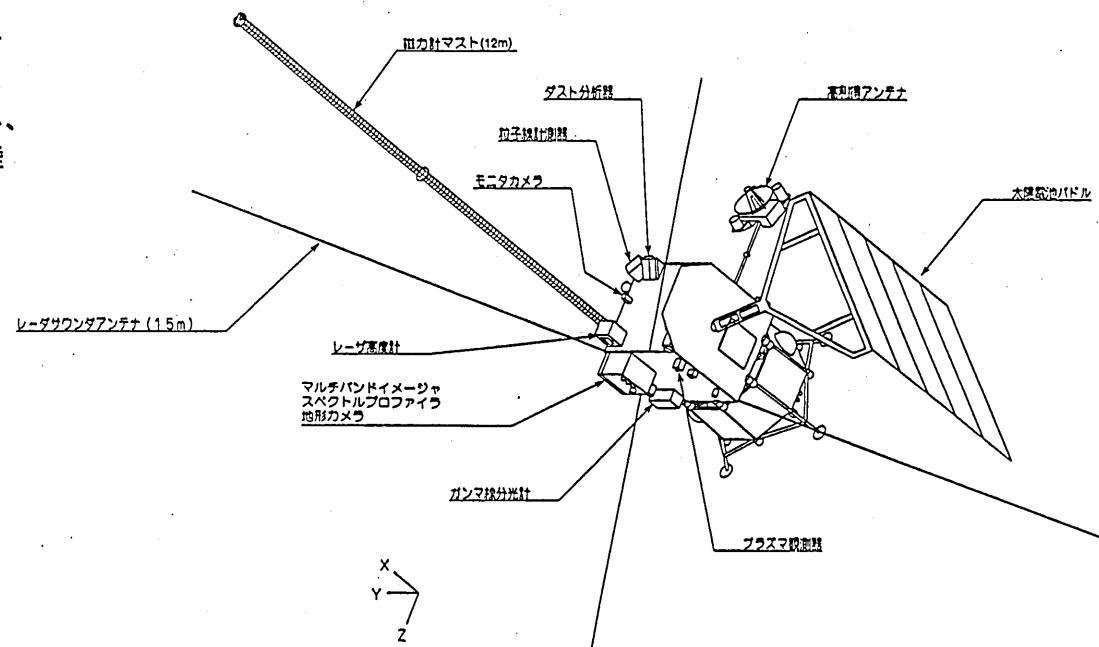 磁力計マスト(12m)
ダスト分析器
高利得アンテナ
粒子線計測器
モニタカメラ
太陽電池パドル
レーダサウンダアンテナ(15m)
レーザ高度計
マルチバンドイメージャ
スペクトルプロファイラ
地形カメラ
ガンマ線分光計
プラズマ観測器
X
Y
Z